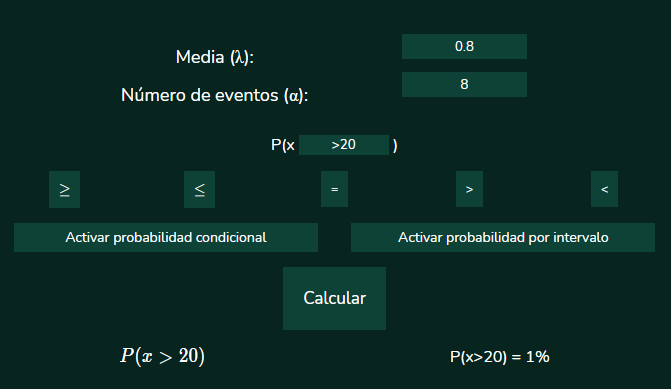 Media (λ): 0.8
Número de eventos (α): 8
P(x >20 )
≥ ≤ = > <
Activar probabilidad condicional Activar probabilidad por intervalo
Calcular
P(x > 20) P(x>20) = 1%